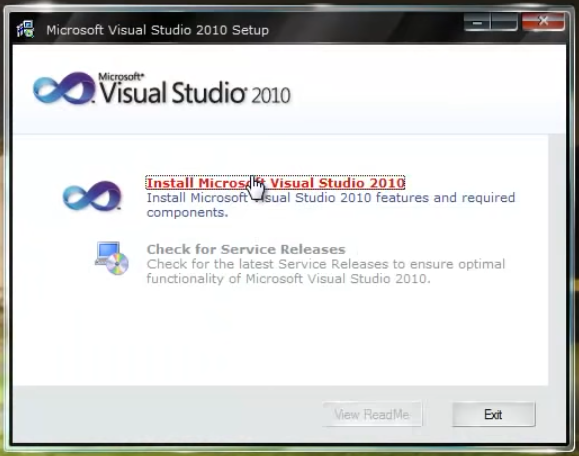 Microsoft Visual Studio 2010 Setup
Microsoft®
Visual Studio® 2010
Install Microsoft Visual Studio 2010
Install Microsoft Visual Studio 2010 features and required
components.
Check for Service Releases
Check for the latest Service Releases to ensure optimal
functionality of Microsoft Visual Studio 2010.
View ReadMe
Exit